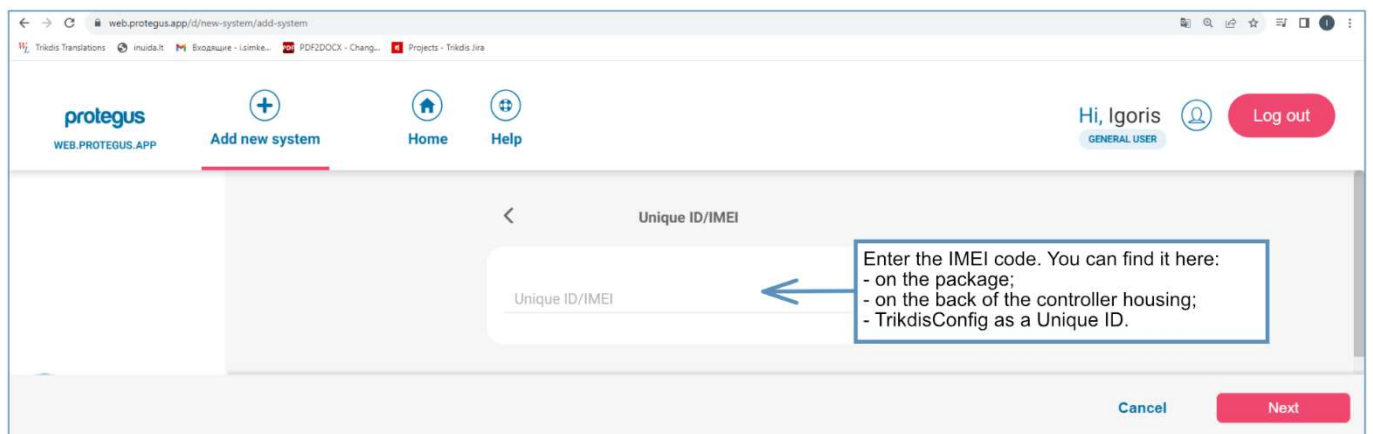 web.protegus.app/d/new-system/add-system
Trikdis Translations inuida.lt Входящие - i.simke... PDF PDF2DOCX - Chang... Projects - Trikdis Jira
protegus
WEB.PROTEGUS.APP
Add new system
Home
Help
Hi, Igoris
GENERAL USER
Log out
Unique ID/IMEI
Unique ID/IMEI
Enter the IMEI code. You can find it here:
- on the package;
- on the back of the controller housing;
- TrikdisConfig as a Unique ID.
Cancel
Next